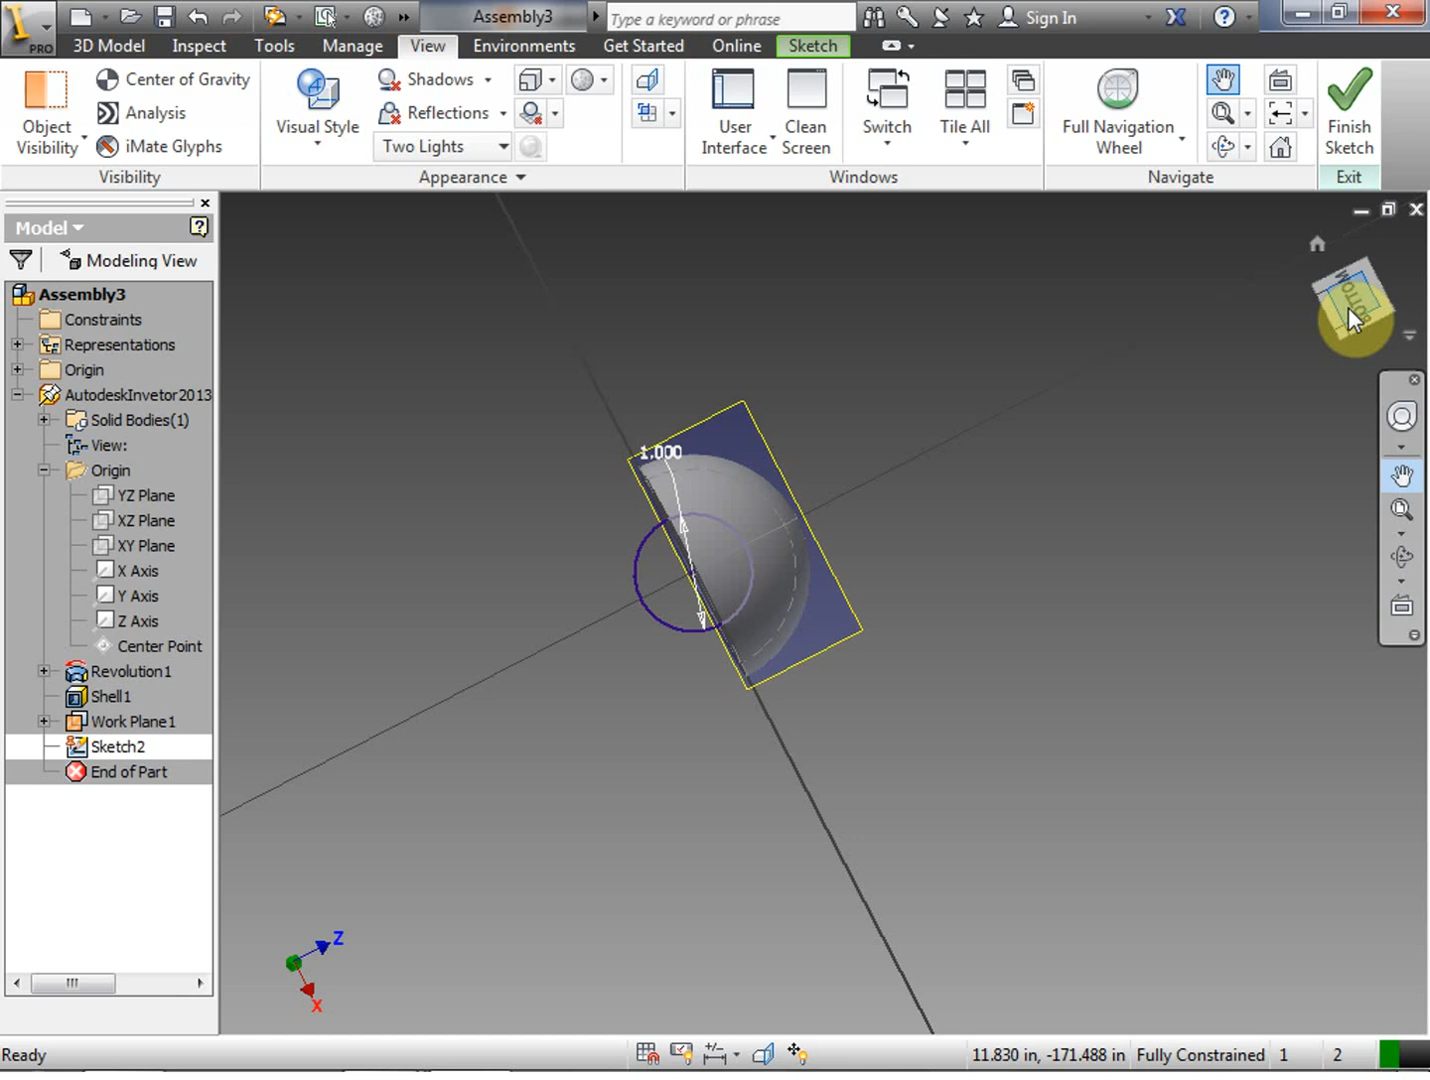 PRO
Assembly3
Type a keyword or phrase
Sign In
3D Model
Inspect
Tools
Manage
View
Environments
Get Started
Online
Sketch
Object Visibility
Center of Gravity
Analysis
iMate Glyphs
Visibility
Visual Style
Shadows
Reflections
Two Lights
Appearance
User Interface
Clean Screen
Switch
Tile All
Windows
Full Navigation Wheel
Navigate
Finish Sketch
Exit
Model
Modeling View
Assembly3
Constraints
Representations
Origin
AutodeskInvetor2013
Solid Bodies(1)
View:
Origin
YZ Plane
XZ Plane
XY Plane
X Axis
Y Axis
Z Axis
Center Point
Revolution1
Shell1
Work Plane1
Sketch2
End of Part
1.000
BOTTOM
Z
X
Ready
11.830 in, -171.488 in
Fully Constrained
1
2